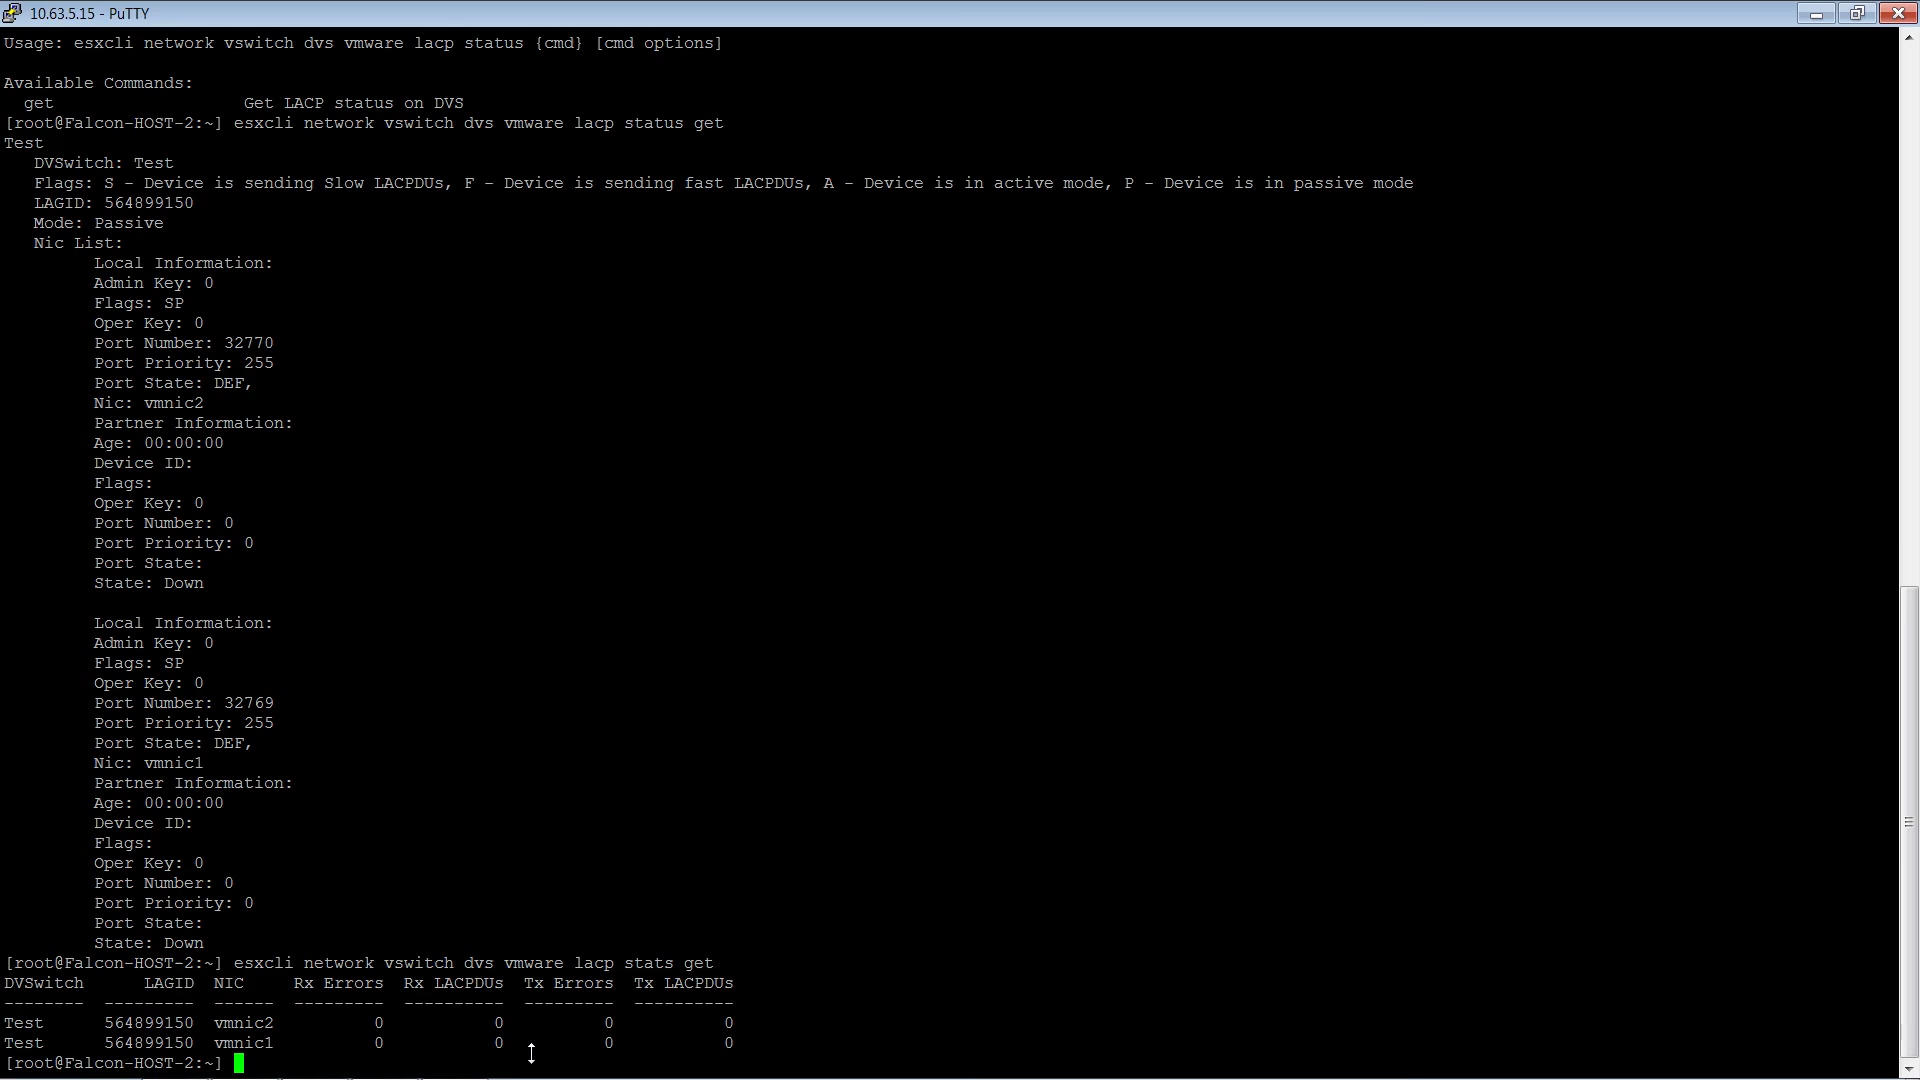 10.63.5.15 - PuTTY
Usage: esxcli network vswitch dvs vmware lacp status {cmd} [cmd options]
Available Commands:
get Get LACP status on DVS
[root@Falcon-HOST-2:~] esxcli network vswitch dvs vmware lacp status get
Test
DVSwitch: Test
Flags: S - Device is sending Slow LACPDUs, F - Device is sending fast LACPDUs, A - Device is in active mode, P - Device is in passive mode
LAGID: 564899150
Mode: Passive
Nic List:
Local Information:
Admin Key: 0
Flags: SP
Oper Key: 0
Port Number: 32770
Port Priority: 255
Port State: DEF,
Nic: vmnic2
Partner Information:
Age: 00:00:00
Device ID:
Flags:
Oper Key: 0
Port Number: 0
Port Priority: 0
Port State:
State: Down
Local Information:
Admin Key: 0
Flags: SP
Oper Key: 0
Port Number: 32769
Port Priority: 255
Port State: DEF,
Nic: vmnic1
Partner Information:
Age: 00:00:00
Device ID:
Flags:
Oper Key: 0
Port Number: 0
Port Priority: 0
Port State:
State: Down
[root@Falcon-HOST-2:~] esxcli network vswitch dvs vmware lacp stats get
DVSwitch LAGID NIC Rx Errors Rx LACPDUs Tx Errors Tx LACPDUs
-------- --------- ------ --------- ---------- --------- ----------
Test 564899150 vmnic2 0 0 0 0
Test 564899150 vmnic1 0 0 0 0
[root@Falcon-HOST-2:~]